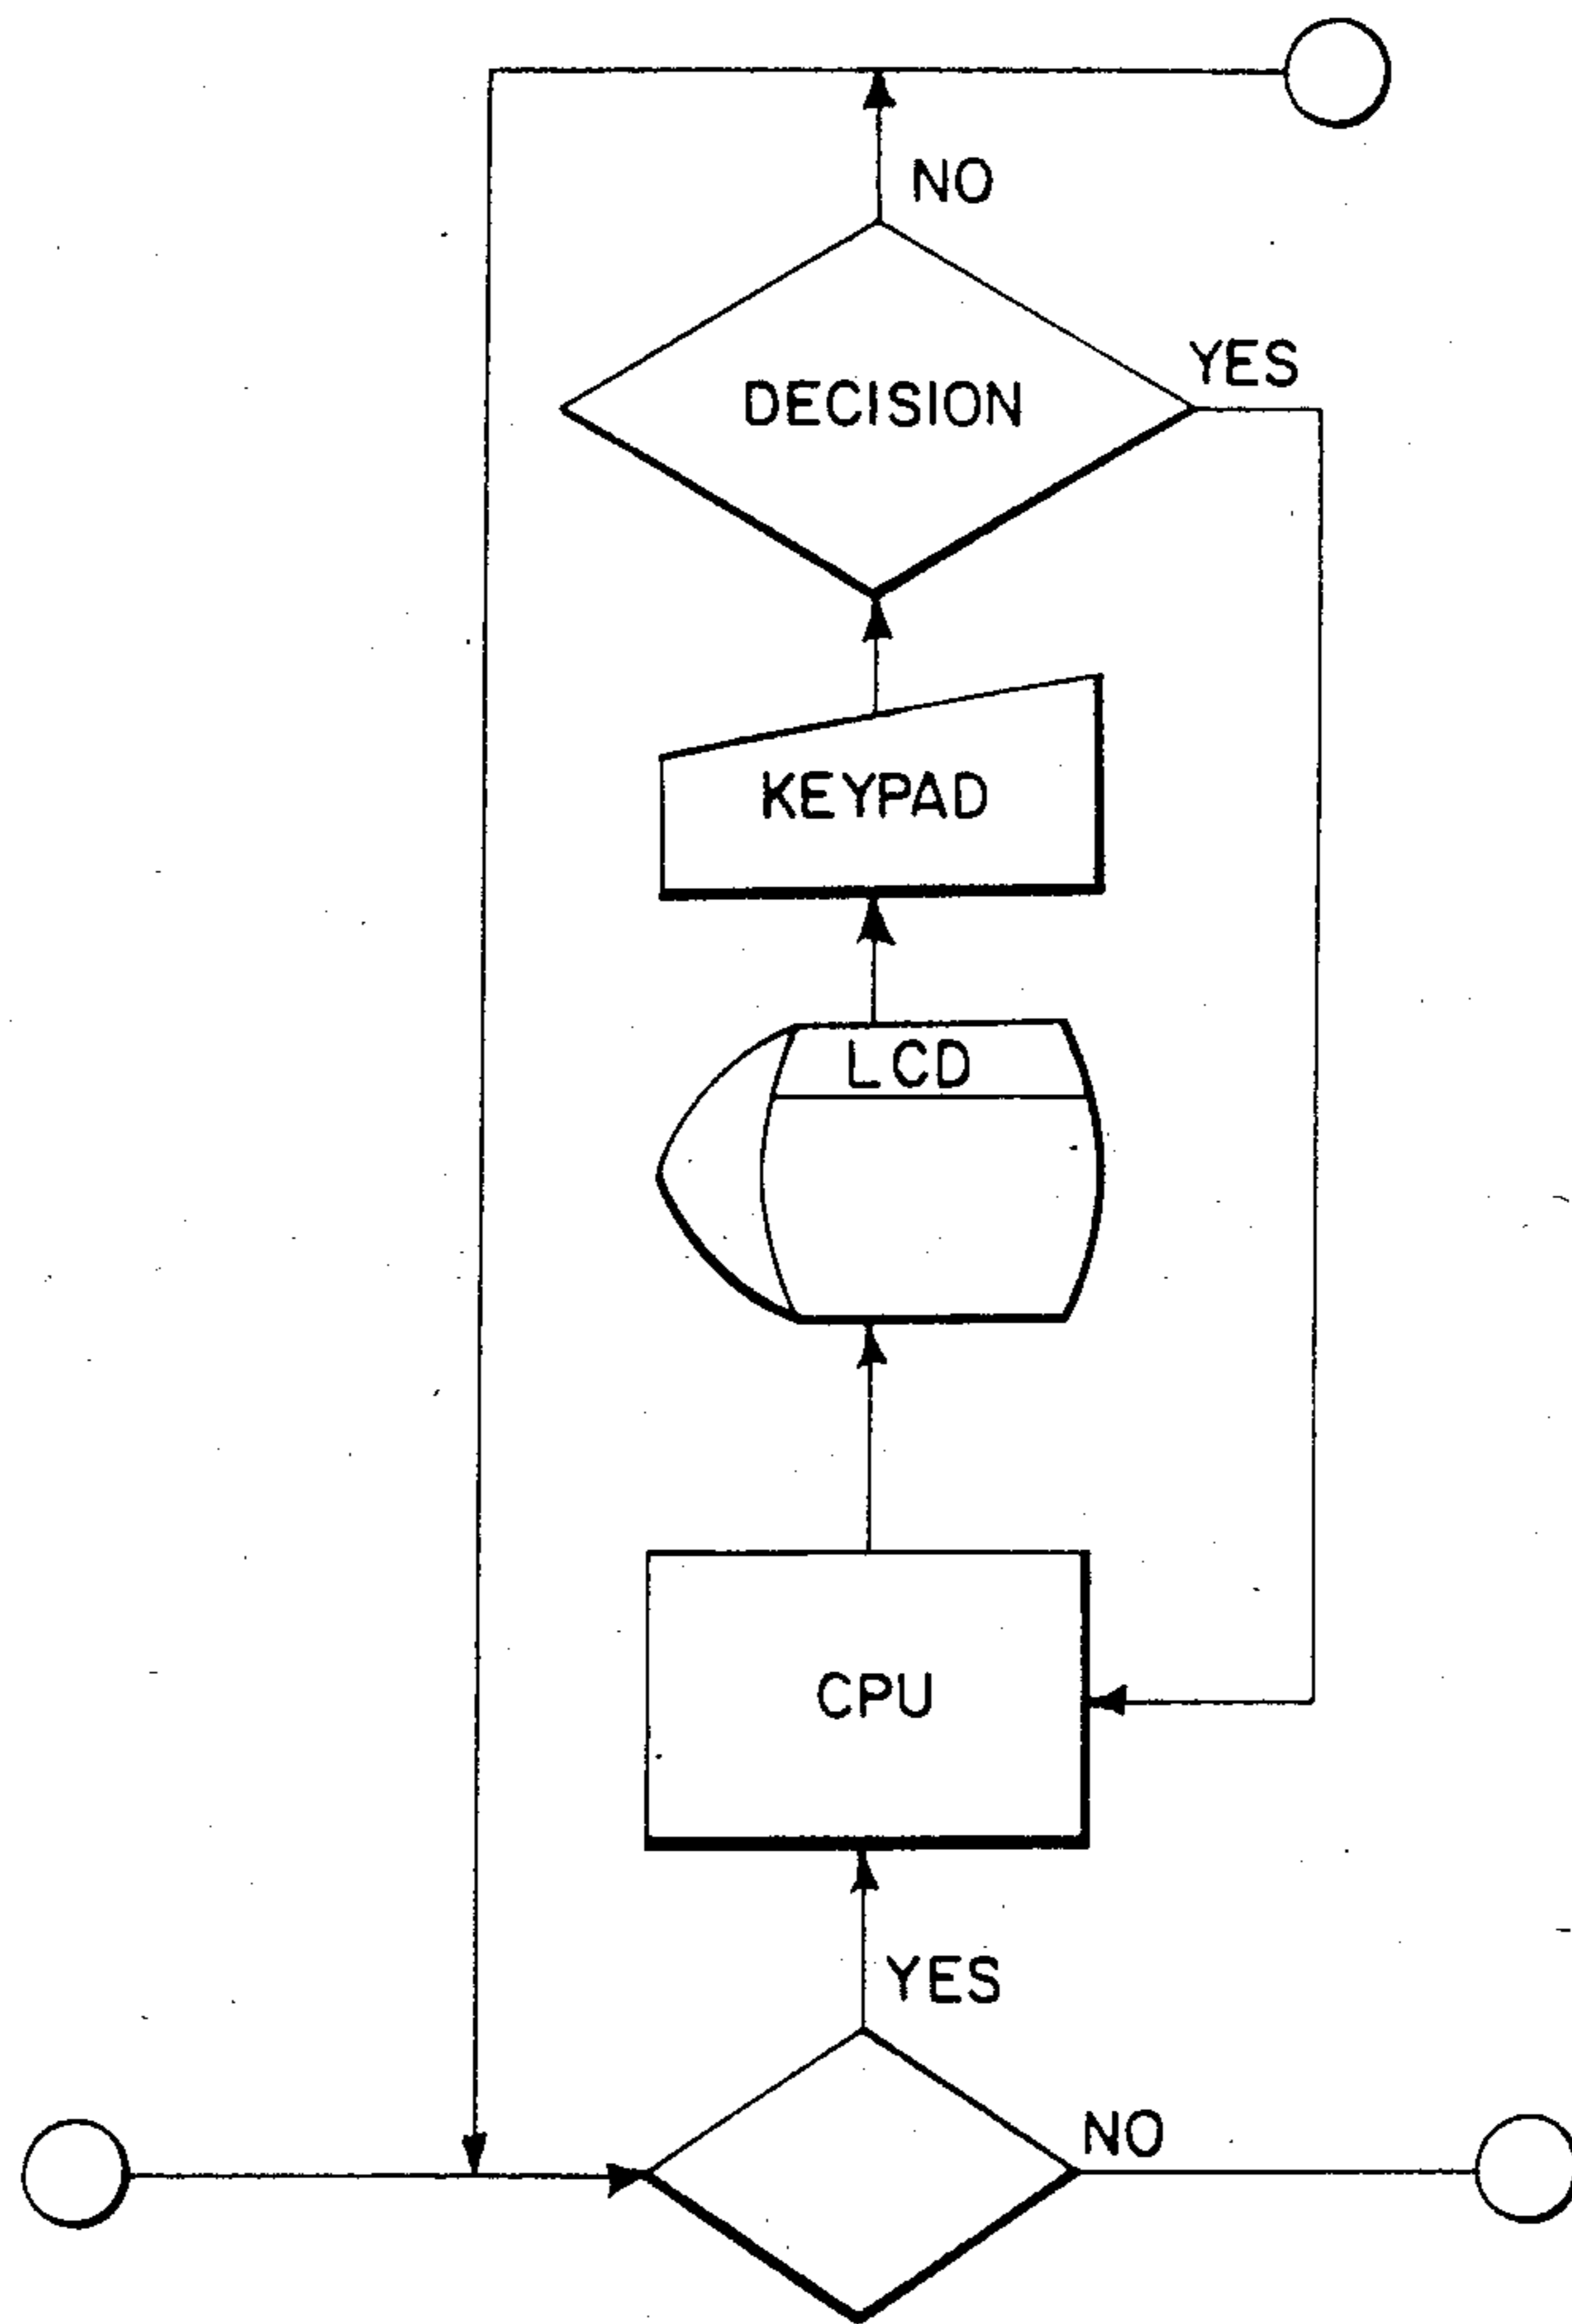 NO
YES
DECISION
KEYPAD
LCD
CPU
YES
NO